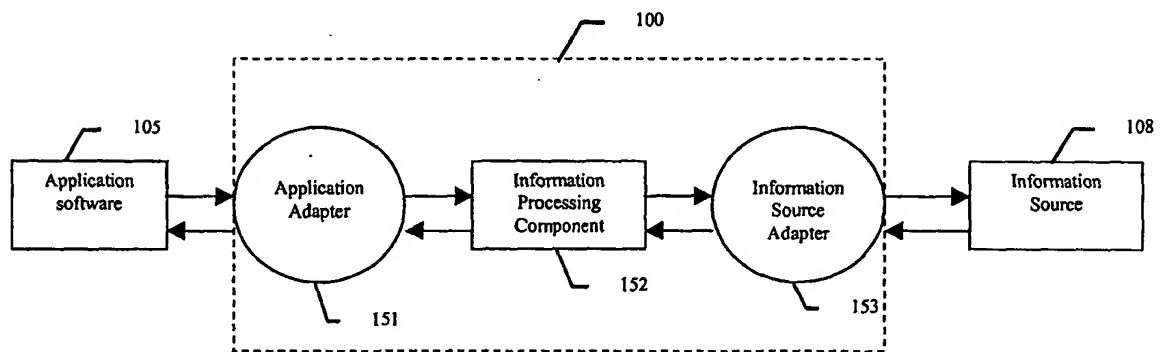 100
105
108
Application
software
Application
Adapter
Information
Processing
Component
Information
Source
Adapter
Information
Source
151
152
153